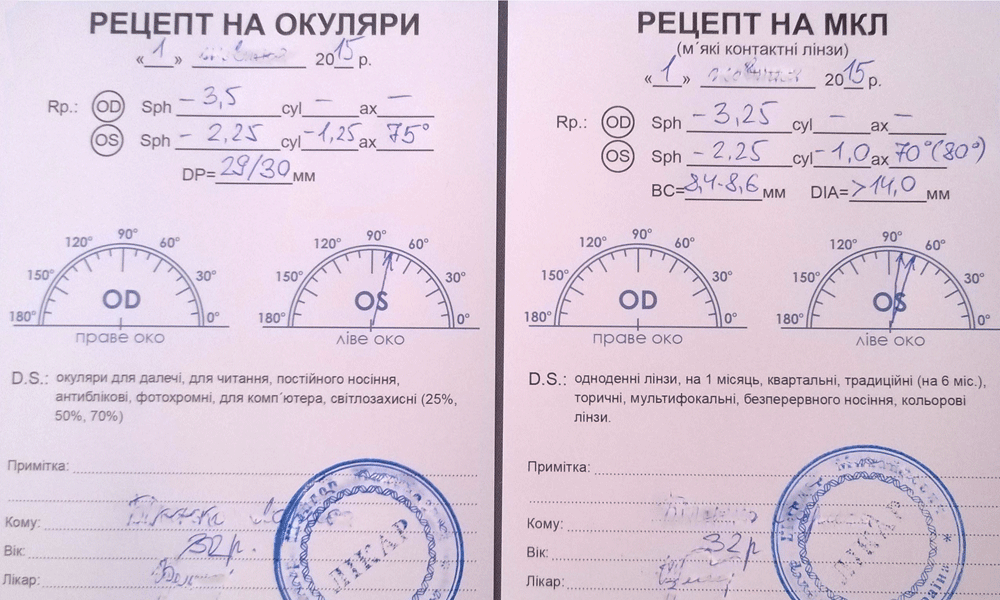 РЕЦЕПТ НА ОКУЛЯРИ
«1» 2015 р.
Rp.: OD Sph – 3,5 cyl – ax –
OS Sph – 2,25 cyl –1,25 ax 75°
DP= 29/30 мм
180° 150° 120° 90° 60° 30° 0°
OD
праве око
180° 150° 120° 90° 60° 30° 0°
OS
ліве око
D.S.: окуляри для далечі, для читання, постійного носіння,
антиблікові, фотохромні, для комп´ютера, світлозахисні (25%,
50%, 70%)
Примітка:
Кому:
Вік: 32 р.
Лікар:
ЛІКАР
РЕЦЕПТ НА МКЛ
(м´які контактні лінзи)
«1» 2015 р.
Rp.: OD Sph – 3,25 cyl – ax –
OS Sph – 2,25 cyl –1,0 ax 70°(80°)
BC= 8,4-8,6 мм DIA= >14,0 мм
180° 150° 120° 90° 60° 30° 0°
OD
праве око
180° 150° 120° 90° 60° 30° 0°
OS
ліве око
D.S.: одноденні лінзи, на 1 місяць, квартальні, традиційні (на 6 міс.),
торичні, мультифокальні, безперервного носіння, кольорові
лінзи.
Примітка:
Кому:
Вік: 32 р
Лікар:
ЛІКАР